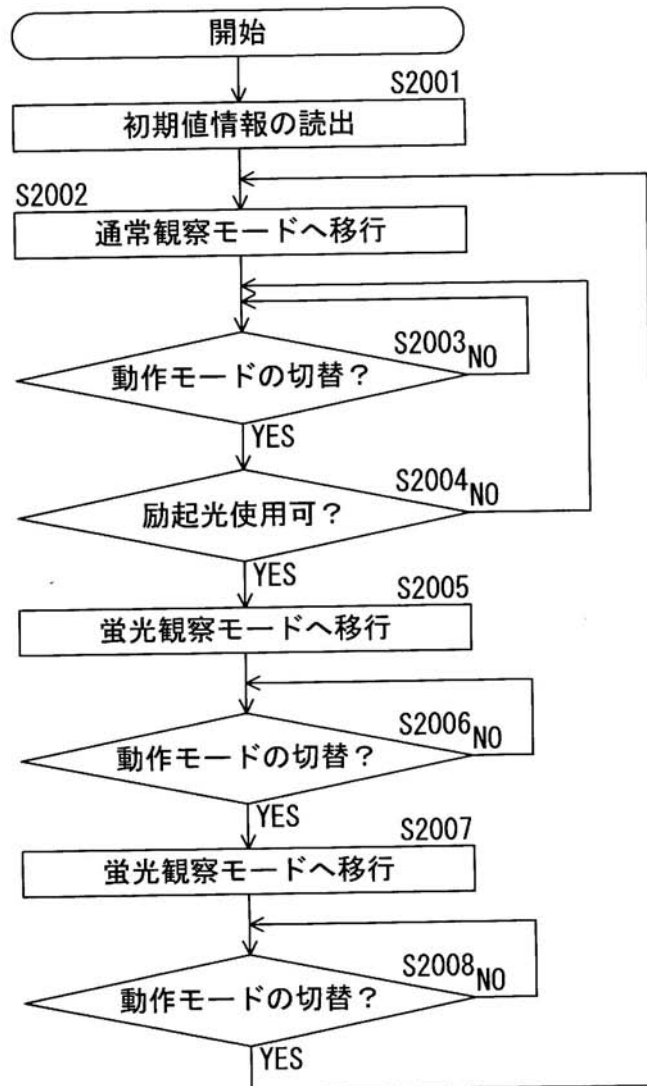 開始
S2001
初期値情報の読出
S2002
通常観察モードへ移行
S2003
NO
動作モードの切替?
YES
S2004
NO
励起光使用可?
YES
S2005
蛍光観察モードへ移行
S2006
NO
動作モードの切替?
YES
S2007
蛍光観察モードへ移行
S2008
NO
動作モードの切替?
YES